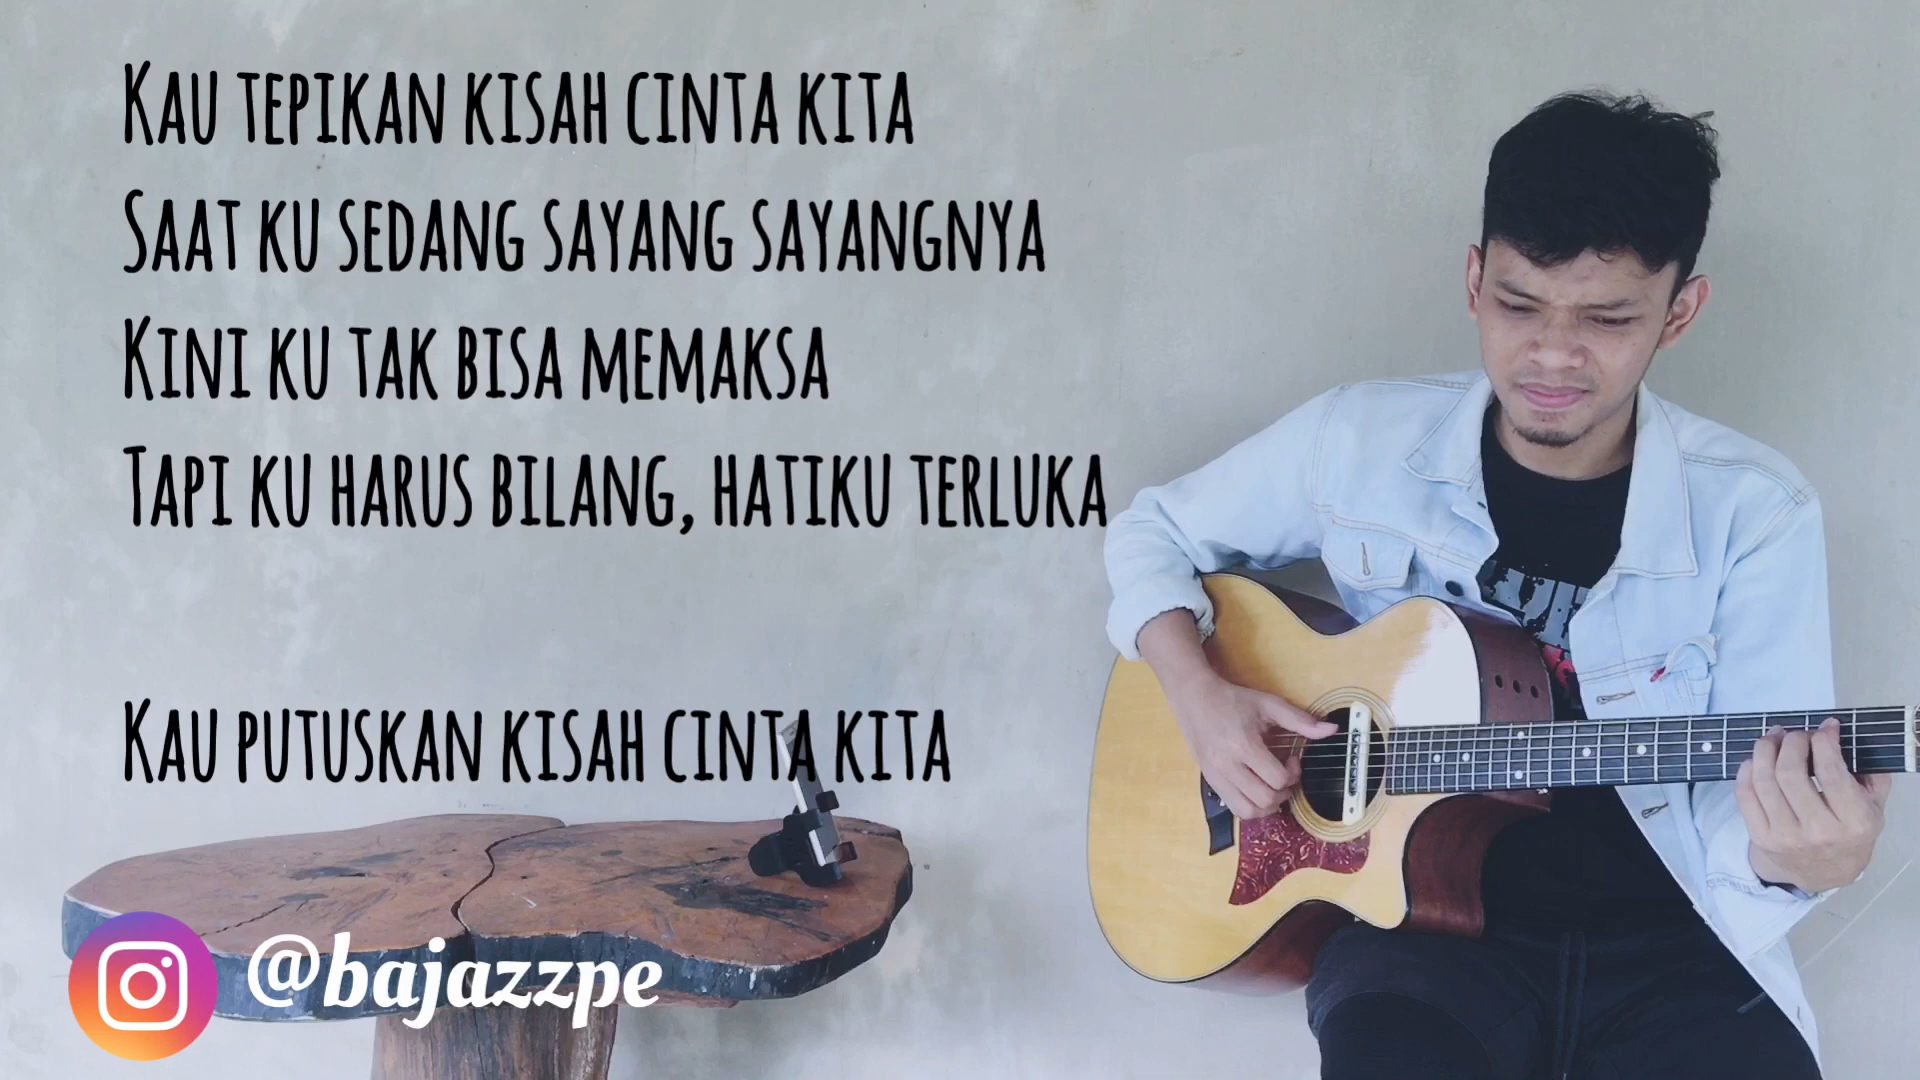 Kau tepikan kisah cinta kita
Saat ku sedang sayang sayangnya
Kini ku tak bisa memaksa
Tapi ku harus bilang, hatiku terluka
Kau putuskan kisah cinta kita
@bajazzpe